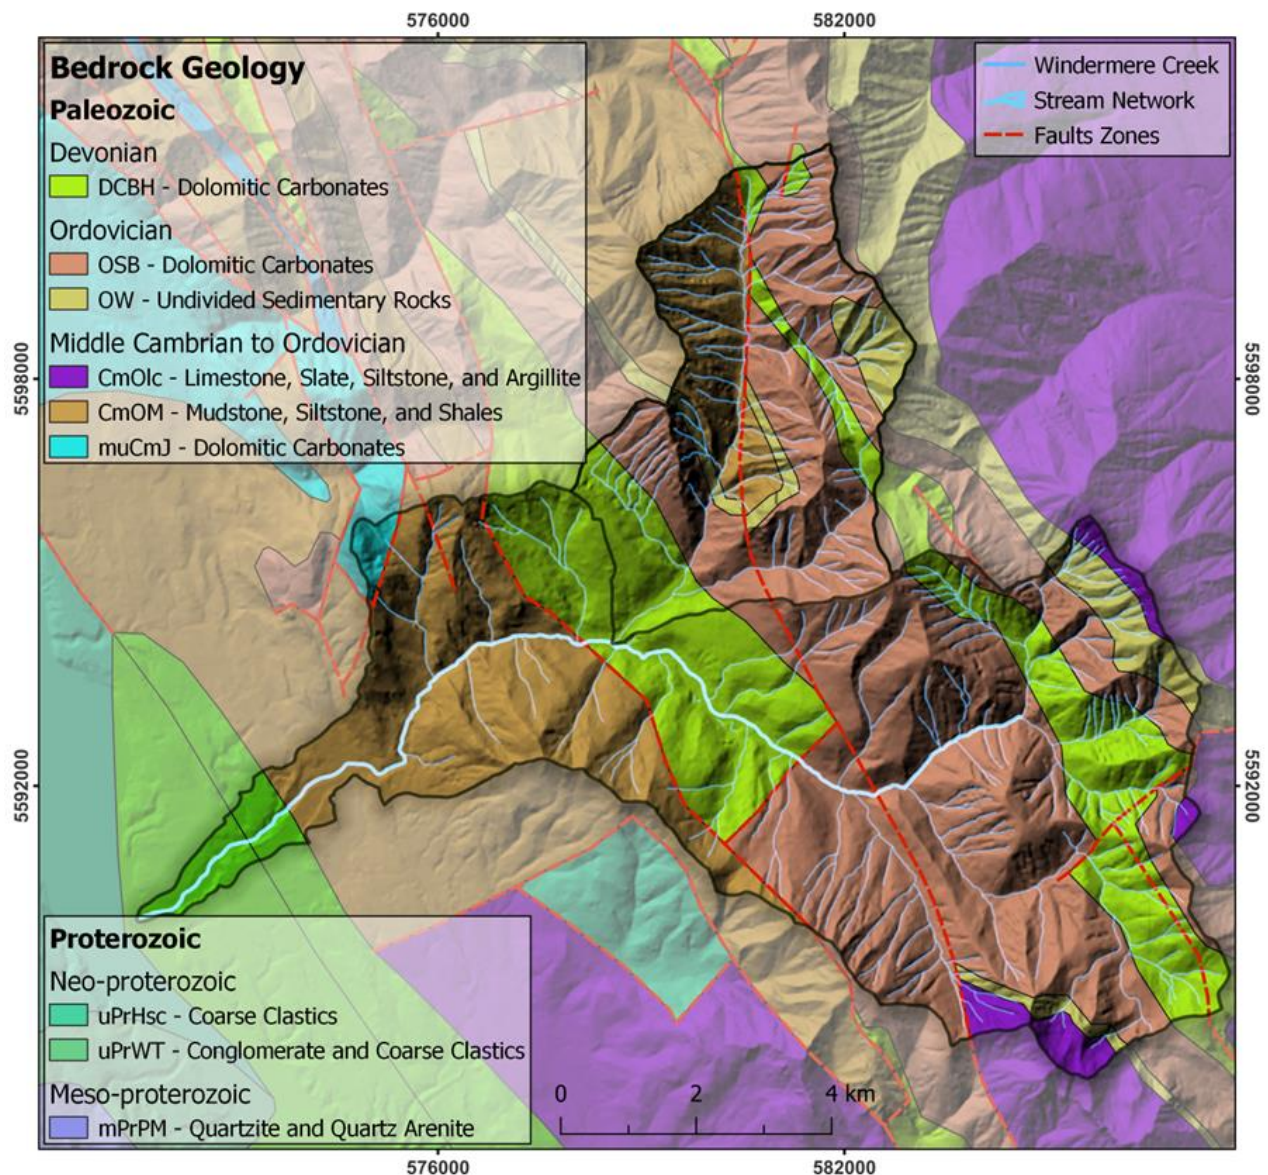 576000
582000
Bedrock Geology
Paleozoic
Devonian
DCBH - Dolomitic Carbonates
Ordovician
OSB - Dolomitic Carbonates
OW - Undivided Sedimentary Rocks
Middle Cambrian to Ordovician
CmOlc - Limestone, Slate, Siltstone, and Argillite
CmOM - Mudstone, Siltstone, and Shales
muCmJ - Dolomitic Carbonates
Windermere Creek
Stream Network
Faults Zones
5598000
5598000
5592000
5592000
Proterozoic
Neo-proterozoic
uPrHsc - Coarse Clastics
uPrWT - Conglomerate and Coarse Clastics
Meso-proterozoic
mPrPM - Quartzite and Quartz Arenite
0 2 4 km
576000
582000